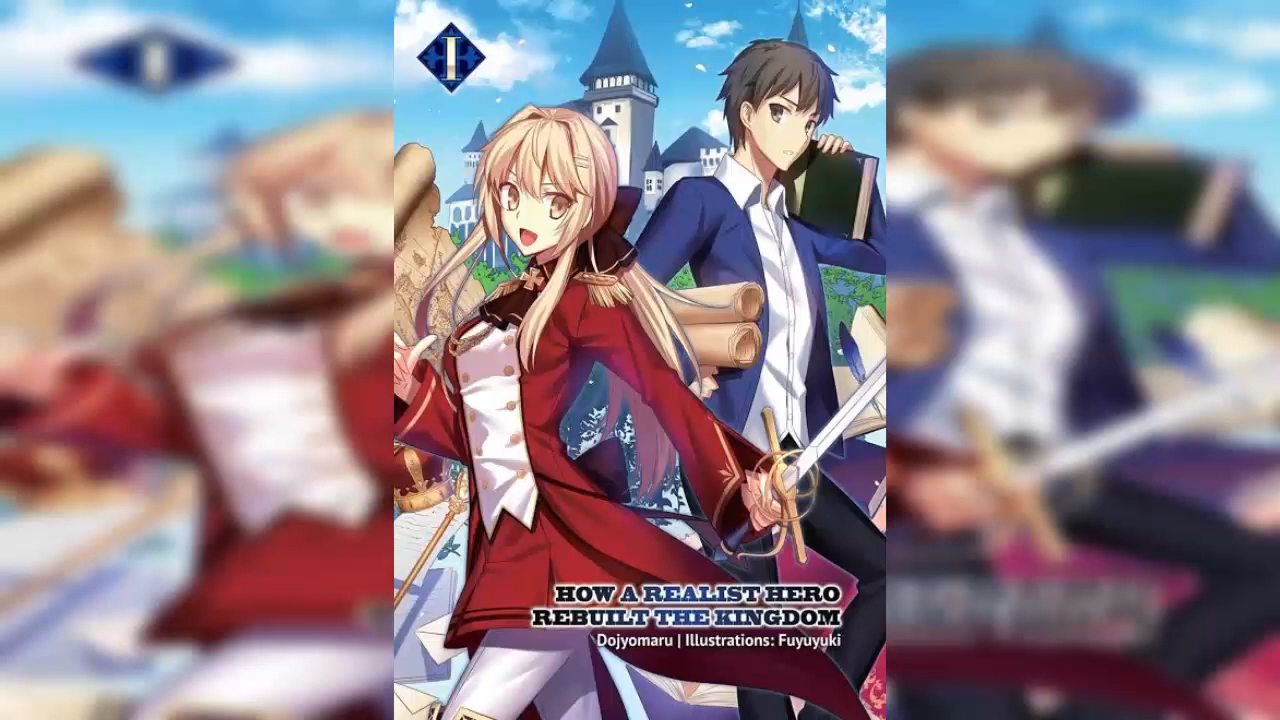 I
HOW A REALIST HERO
REBUILT THE KINGDOM
Dojyomaru | Illustrations: Fuyuyuki